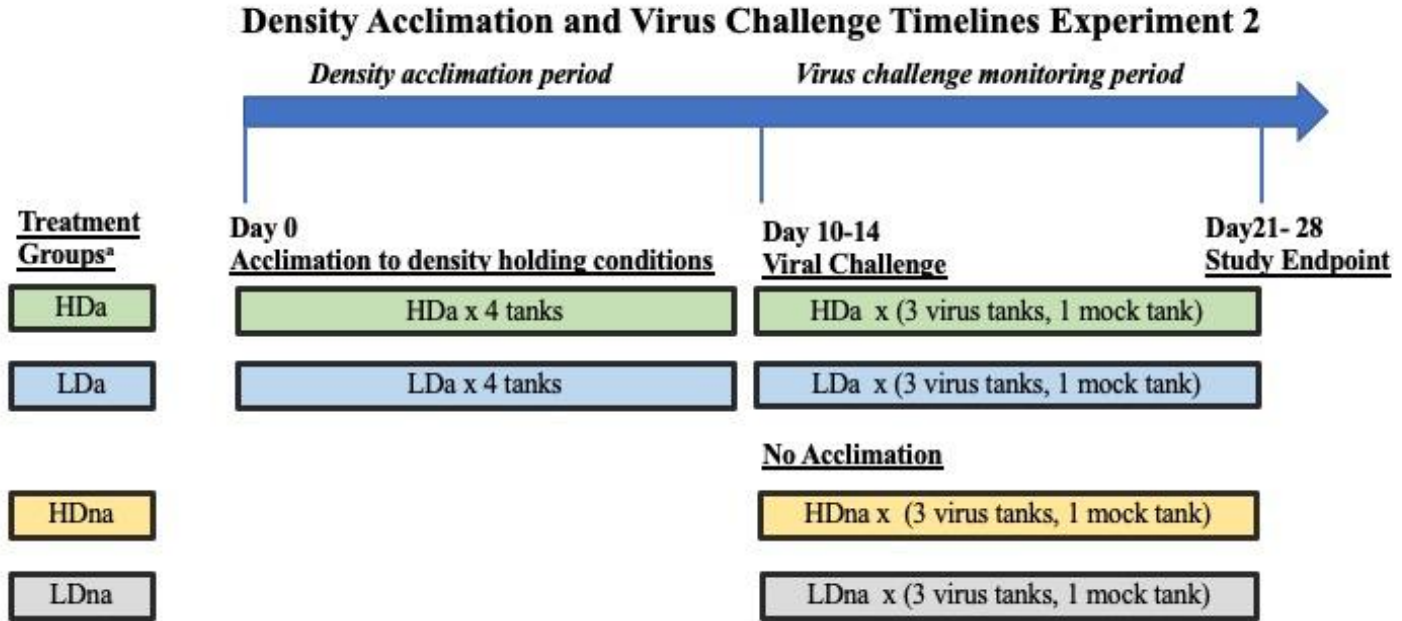 Density Acclimation and Virus Challenge Timelines Experiment 2
Density acclimation period
Virus challenge monitoring period
Treatment
Groupsᵃ
Day 0
Acclimation to density holding conditions
Day 10-14
Viral Challenge
Day21- 28
Study Endpoint
HDa
HDa x 4 tanks
HDa x (3 virus tanks, 1 mock tank)
LDa
LDa x 4 tanks
LDa x (3 virus tanks, 1 mock tank)
No Acclimation
HDna
HDna x (3 virus tanks, 1 mock tank)
LDna
LDna x (3 virus tanks, 1 mock tank)